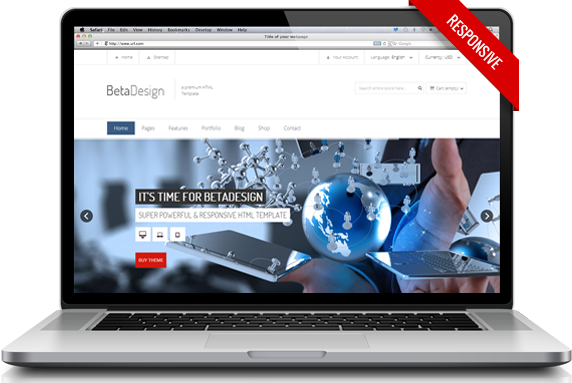 RESPONSIVE
Safari File Edit View History Bookmarks Develop Window Help
Title of your webpage
http://www.url.com
Google
Home Sitemap Your Account Language: English Currency: USD
BetaDesign
a premium HTML
Template
Search entire store here... Cart (empty)
Home Pages Features Portfolio Blog Shop Contact
IT'S TIME FOR BETADESIGN
SUPER POWERFUL & RESPONSIVE HTML TEMPLATE
BUY THEME